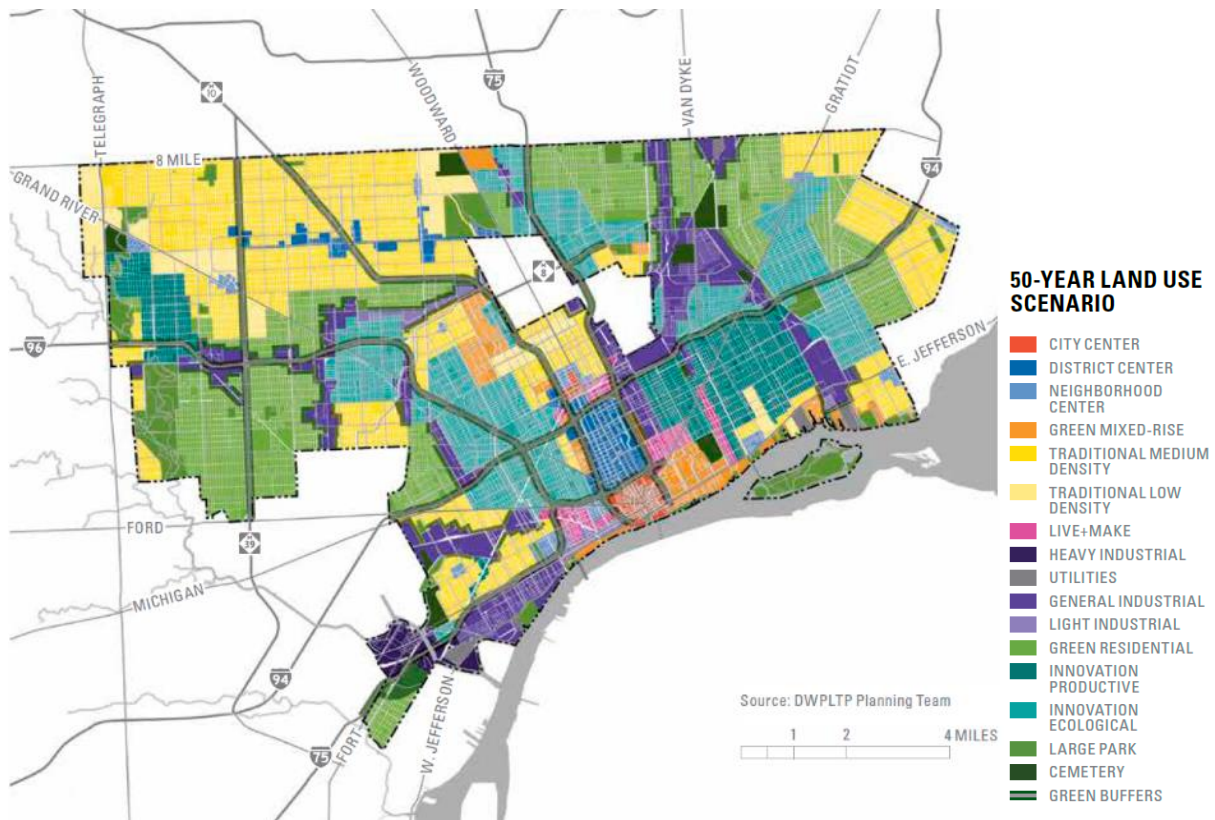 75
TELEGRAPH
10
WOODWARD
VAN DYKE
GRATIOT
8 MILE
94
GRAND RIVER
8
96
E. JEFFERSON
FORD
39
MICHIGAN
94
FORT
W. JEFFERSON
75
Source: DWPLTP Planning Team
1 2 4 MILES
50-YEAR LAND USE
SCENARIO
CITY CENTER
DISTRICT CENTER
NEIGHBORHOOD
CENTER
GREEN MIXED-RISE
TRADITIONAL MEDIUM
DENSITY
TRADITIONAL LOW
DENSITY
LIVE+MAKE
HEAVY INDUSTRIAL
UTILITIES
GENERAL INDUSTRIAL
LIGHT INDUSTRIAL
GREEN RESIDENTIAL
INNOVATION
PRODUCTIVE
INNOVATION
ECOLOGICAL
LARGE PARK
CEMETERY
GREEN BUFFERS